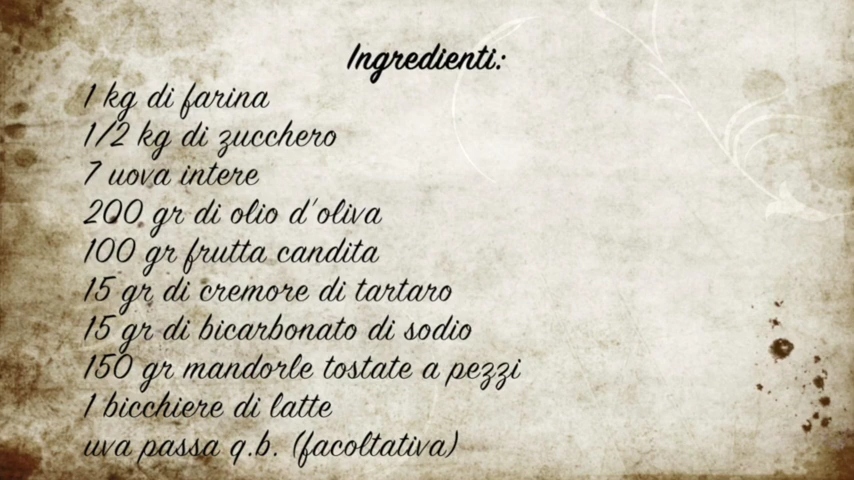 Ingredienti:
1 kg di farina
1/2 kg di zucchero
7 uova intere
200 gr di olio d'oliva
100 gr frutta candita
15 gr di cremore di tartaro
15 gr di bicarbonato di sodio
150 gr mandorle tostate a pezzi
1 bicchiere di latte
uva passa q.b. (facoltativa)